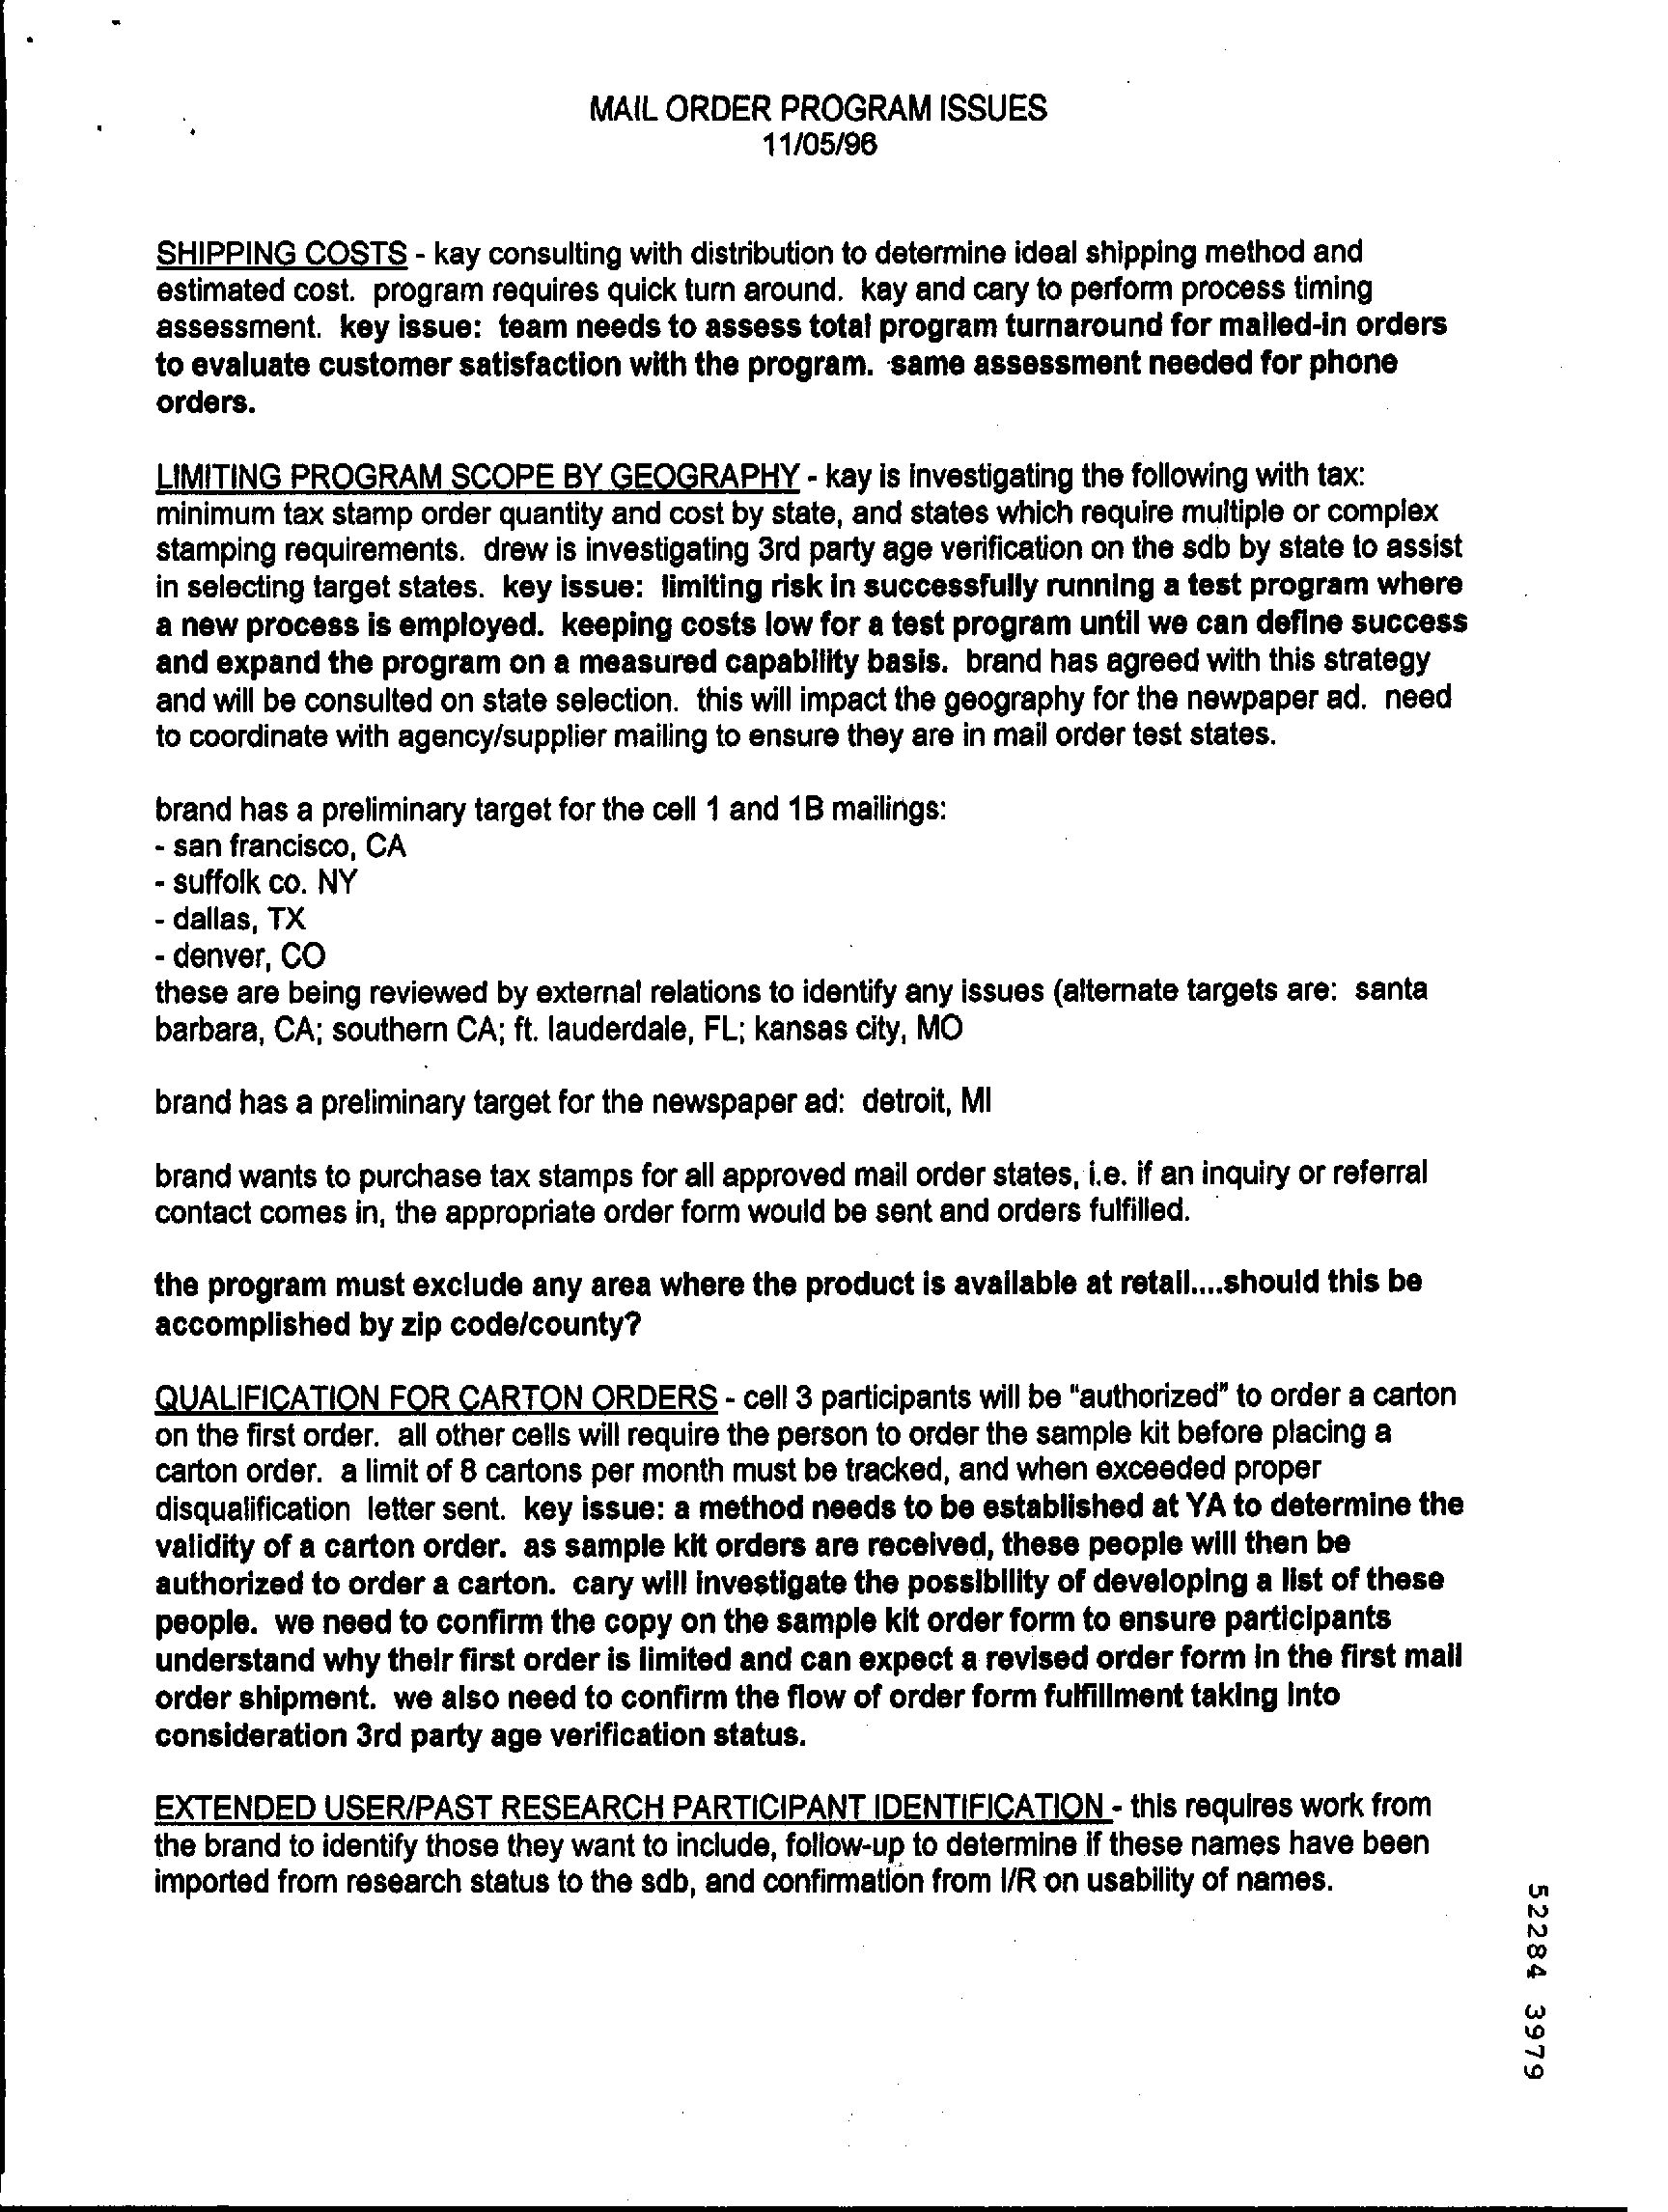 MAIL ORDER PROGRAM ISSUES
11/05/96
SHIPPING COSTS - kay consulting with distribution to determine ideal shipping method and
estimated cost. program requires quick turn around. kay and cary to perform process timing
assessment. key issue: team needs to assess total program turnaround for mailed-in orders
to evaluate customer satisfaction with the program. same assessment needed for phone
orders.
LIMITING PROGRAM SCOPE BY GEOGRAPHY - kay is investigating the following with tax:
minimum tax stamp order quantity and cost by state, and states which require multiple or complex
stamping requirements. drew is investigating 3rd party age verification on the sdb by state to assist
in selecting target states. key issue: limiting risk in successfully running a test program where
a new process is employed. keeping costs low for a test program until we can define success
and expand the program on a measured capability basis. brand has agreed with this strategy
and will be consulted on state selection. this will impact the geography for the newpaper ad. need
to coordinate with agency/supplier mailing to ensure they are in mail order test states.
brand has a preliminary target for the cell 1 and 1B mailings:
- san francisco, CA
- suffolk co. NY
- dallas, TX
- denver, CO
these are being reviewed by external relations to identify any issues (alternate targets are: santa
barbara, CA; southern CA; ft. lauderdale, FL; kansas city, MO
brand has a preliminary target for the newspaper ad: detroit, MI
brand wants to purchase tax stamps for all approved mail order states, i.e. if an inquiry or referral
contact comes in, the appropriate order form would be sent and orders fulfilled.
the program must exclude any area where the product is available at retail....should this be
accomplished by zip code/county?
QUALIFICATION FOR CARTON ORDERS - cell 3 participants will be "authorized" to order a carton
on the first order. all other cells will require the person to order the sample kit before placing a
carton order. a limit of 8 cartons per month must be tracked, and when exceeded proper
disqualification letter sent. key issue: a method needs to be established at YA to determine the
validity of a carton order. as sample kit orders are received, these people will then be
authorized to order a carton. cary will investigate the possibility of developing a list of these
people. we need to confirm the copy on the sample kit order form to ensure participants
understand why their first order is limited and can expect a revised order form in the first mail
order shipment. we also need to confirm the flow of order form fulfillment taking into
consideration 3rd party age verification status.
EXTENDED USER/PAST RESEARCH PARTICIPANT IDENTIFICATION - this requires work from
the brand to identify those they want to include, follow-up to determine if these names have been
imported from research status to the sdb, and confirmation from I/R on usability of names.
52284 3979